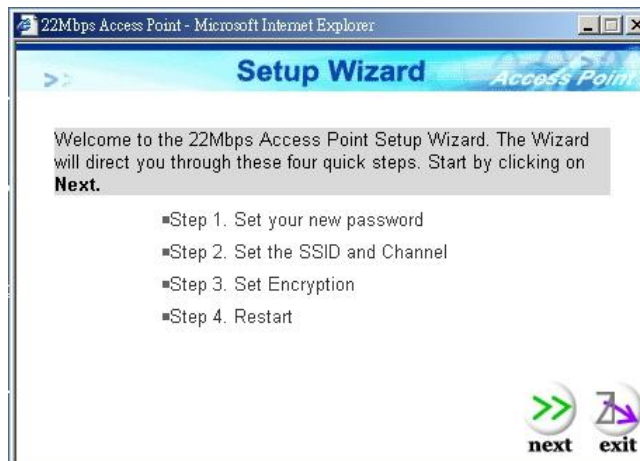 22Mbps Access Point - Microsoft Internet Explorer
Setup Wizard
Access Point
Welcome to the 22Mbps Access Point Setup Wizard. The Wizard
will direct you through these four quick steps. Start by clicking on
Next.
Step 1. Set your new password
Step 2. Set the SSID and Channel
Step 3. Set Encryption
Step 4. Restart
next
exit